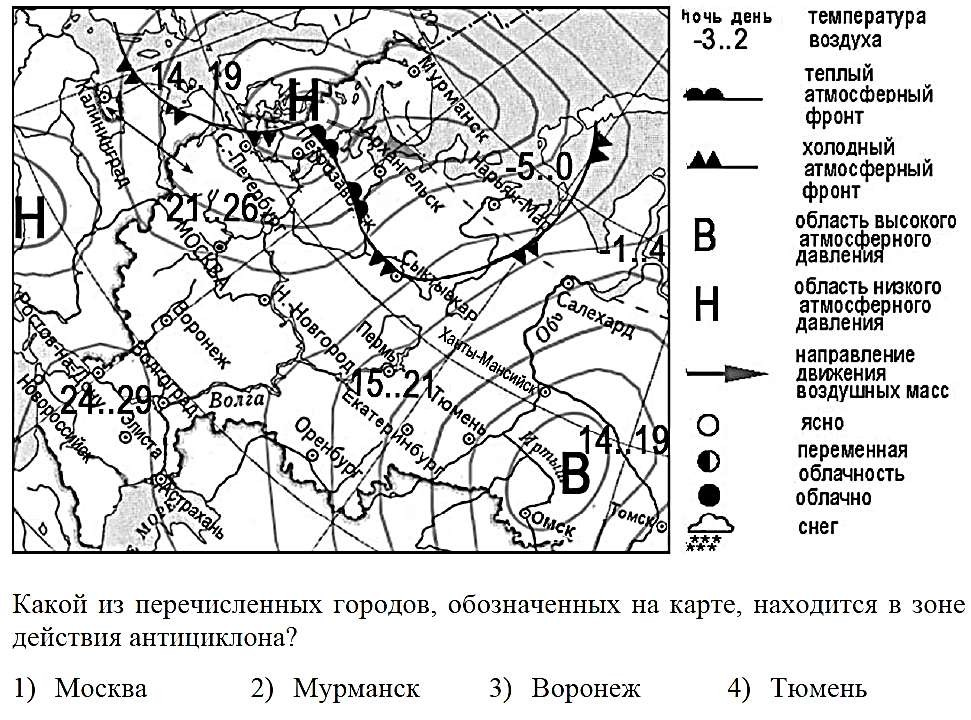 14..19
Н
Мурманск
Калининград
С.-Петербург
Петрозаводск
Архангельск
Нарьян-Мар
-5..0
Н
21..26
МОСКВА
-1..4
Сыктывкар
Салехард
Обь
Воронеж
Н. Новгород
Пермь
Ханты-Мансийск
Ростов-на-Дону
Волгоград
24..29
Волга
15..21
Тюмень
Новороссийск
Элиста
Оренбург
Екатеринбург
Иртыш
14..19
В
Астрахань
МОРЕ
Омск
Томск
ночь день
-3..2
температура
воздуха
теплый
атмосферный
фронт
холодный
атмосферный
фронт
В
область высокого
атмосферного
давления
Н
область низкого
атмосферного
давления
направление
движения
воздушных масс
ясно
переменная
облачность
облачно
снег
Какой из перечисленных городов, обозначенных на карте, находится в зоне
действия антициклона?
1) Москва 2) Мурманск 3) Воронеж 4) Тюмень